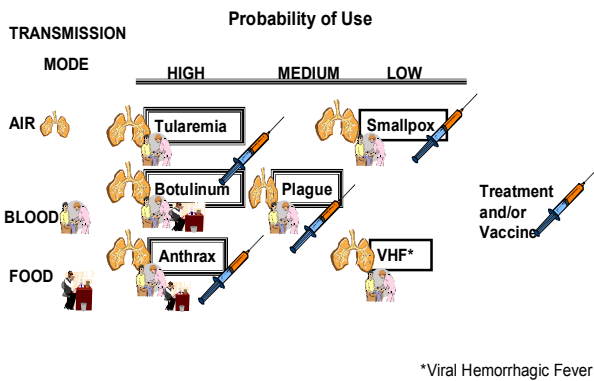 Probability of Use
TRANSMISSION
MODE
HIGH MEDIUM LOW
AIR
Tularemia
Smallpox
Botulinum
Plague
BLOOD
Treatment
and/or
Vaccine
Anthrax
VHF*
FOOD
*Viral Hemorrhagic Fever